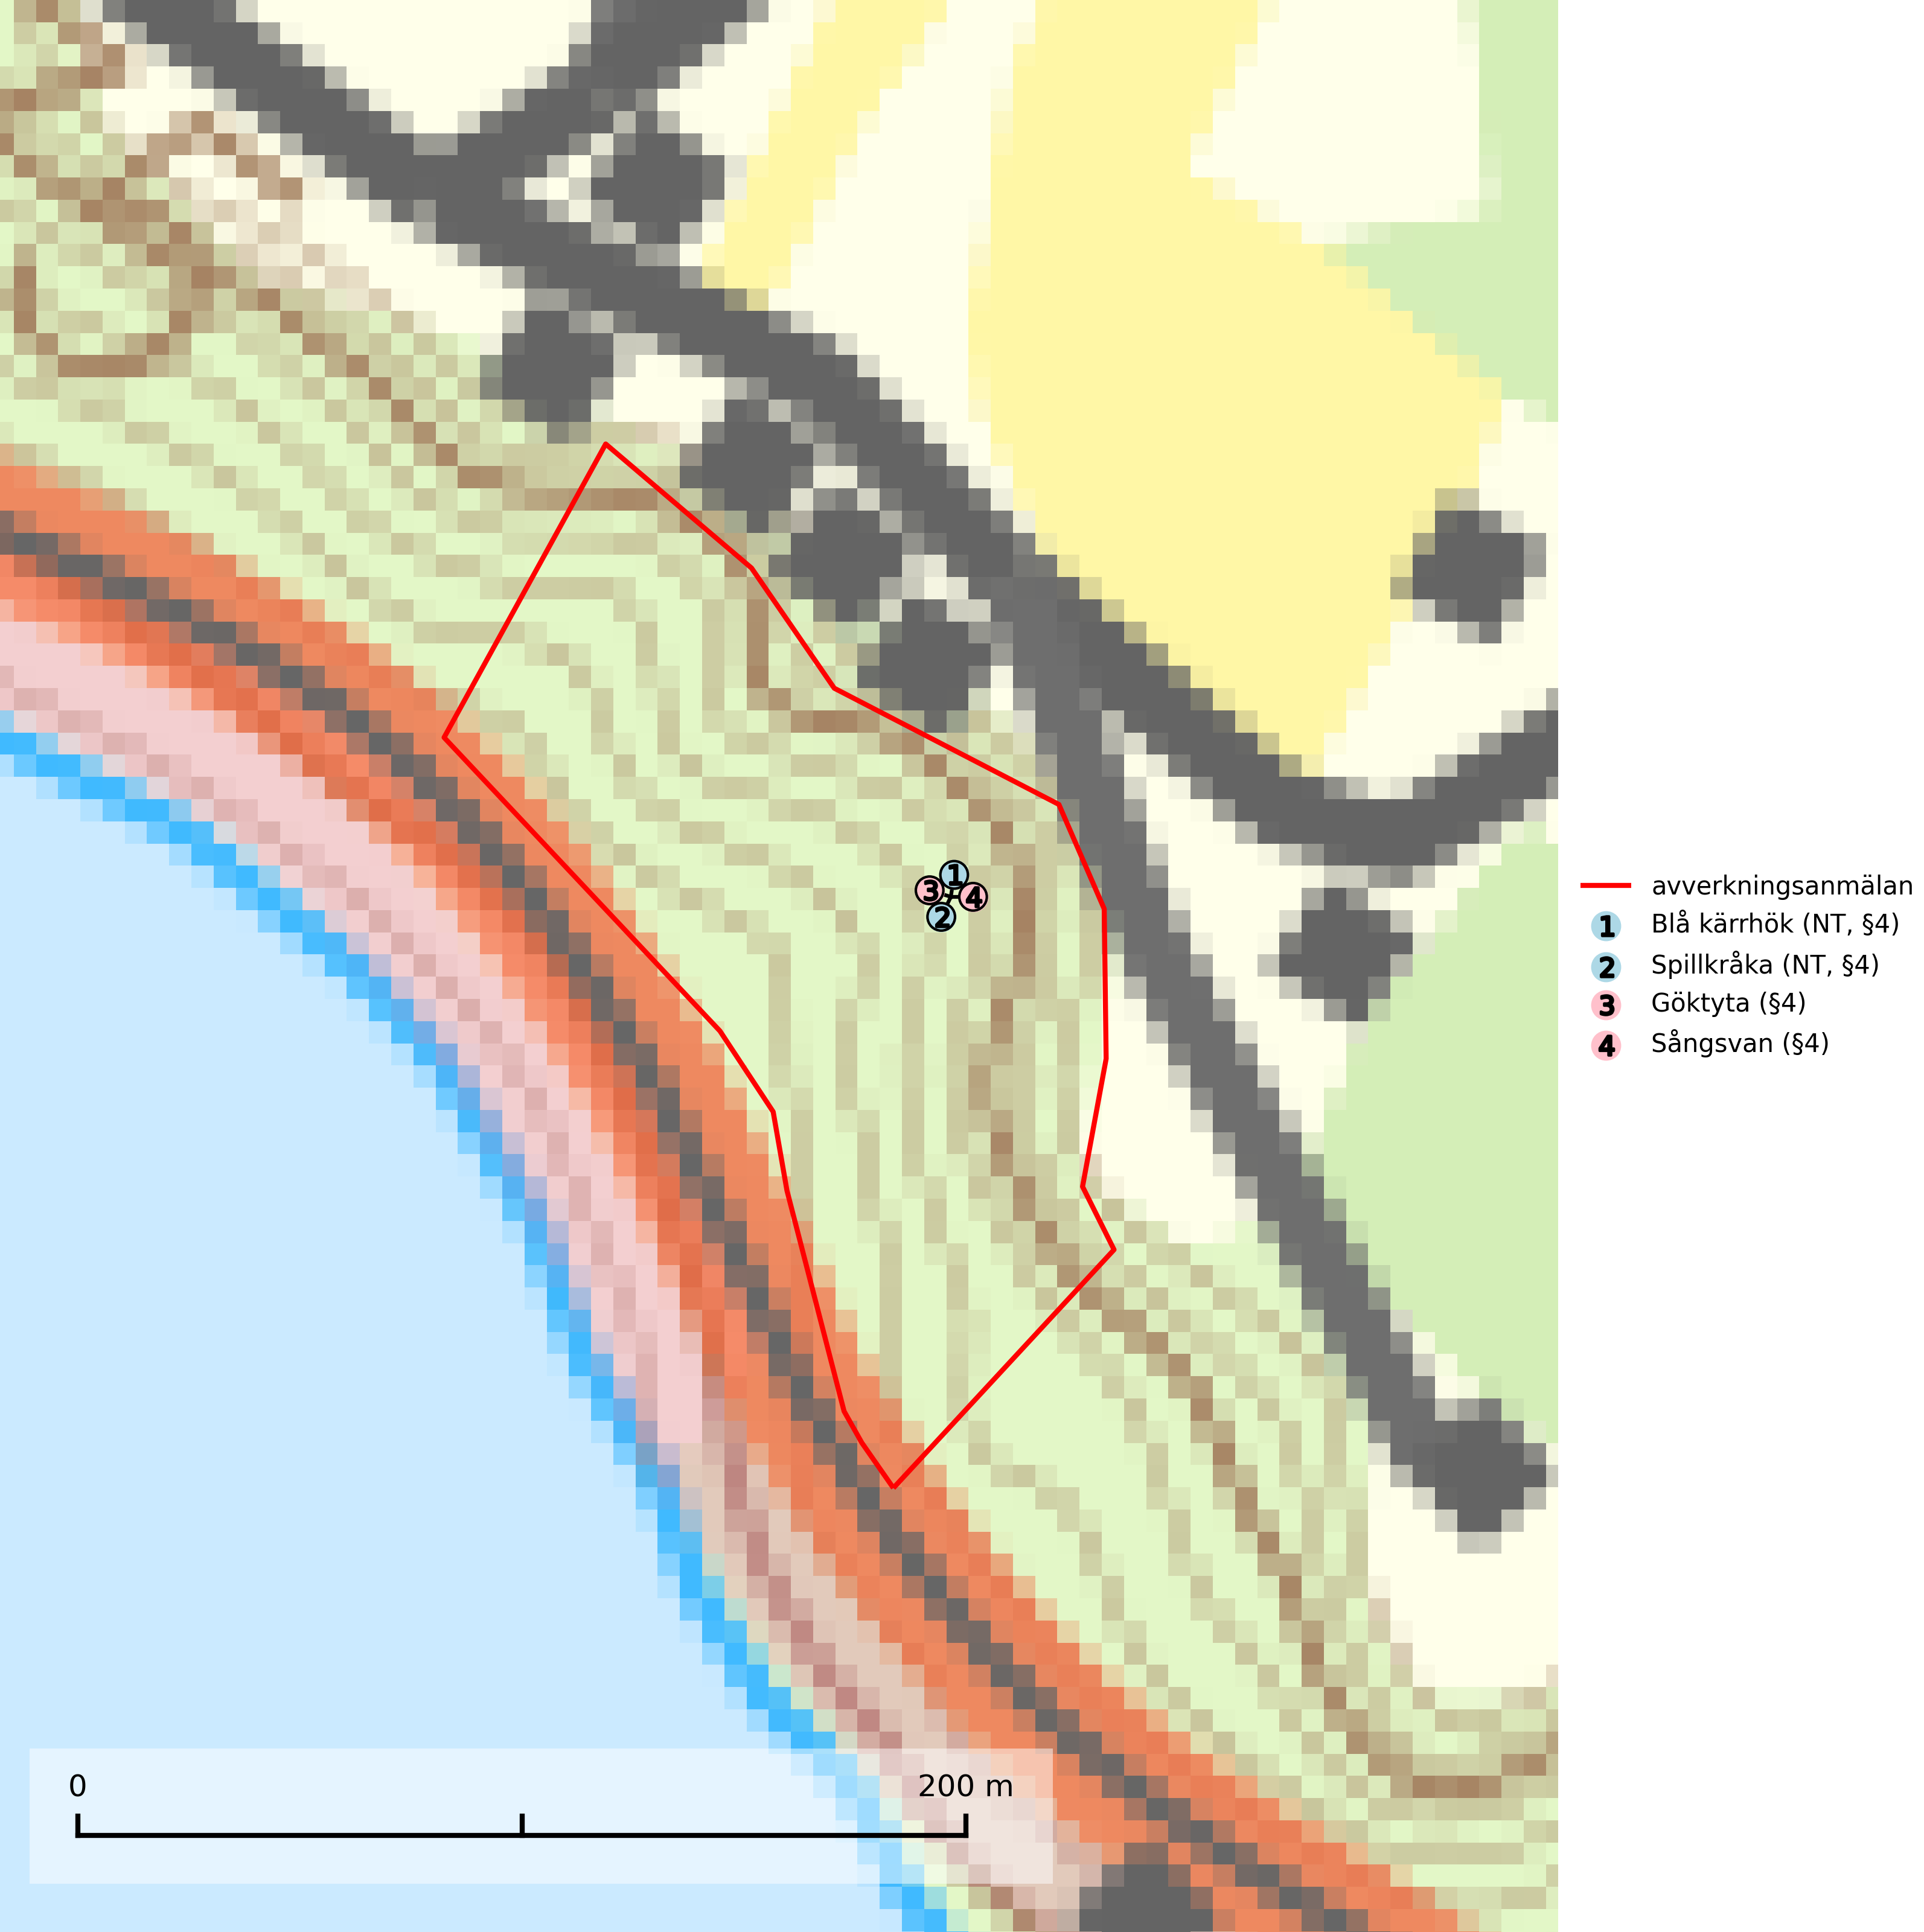 1
3
4
2
avverkningsanmälan
1 Blå kärrhök (NT, §4)
2 Spillkråka (NT, §4)
3 Göktyta (§4)
4 Sångsvan (§4)
0 200 m